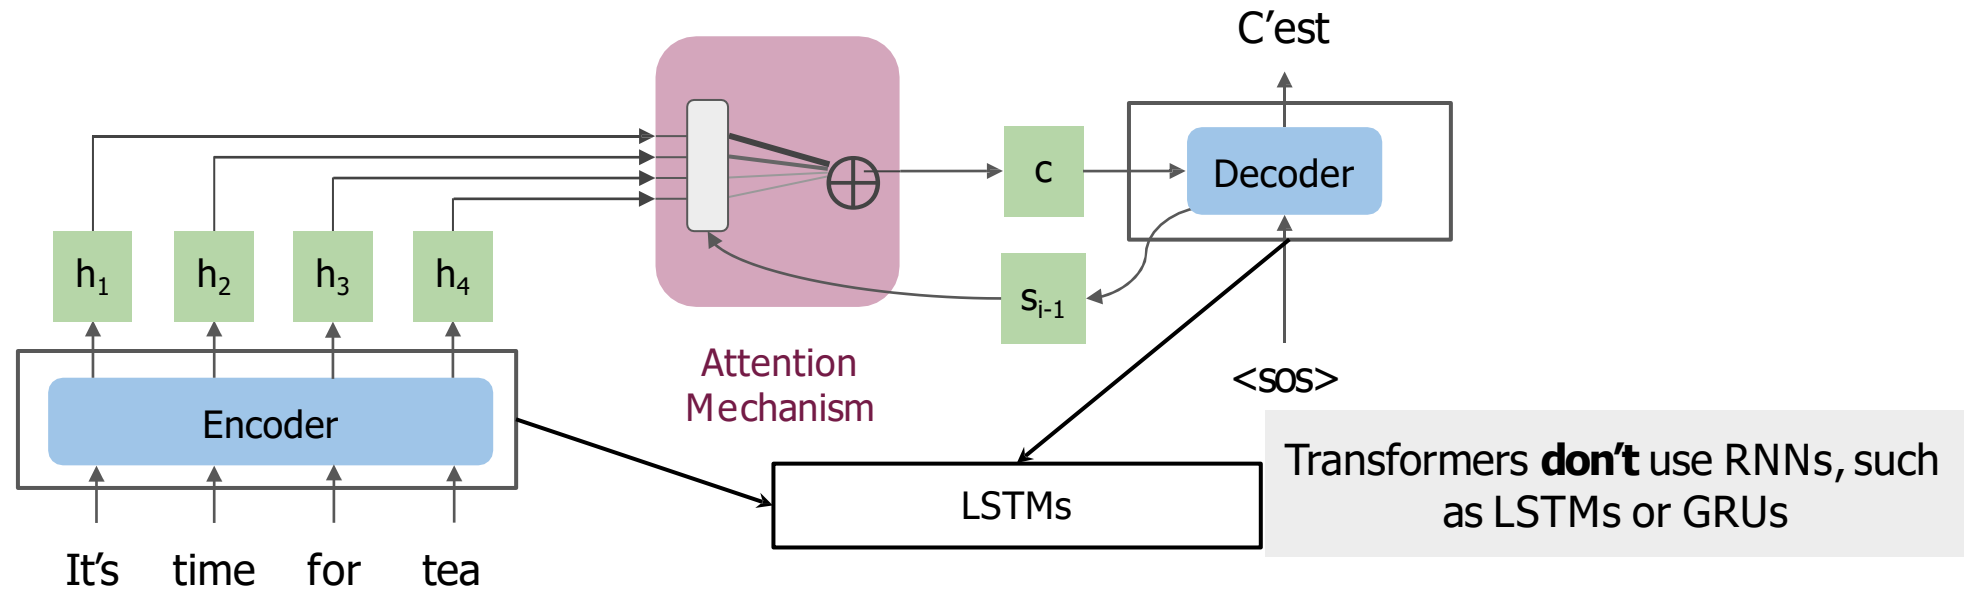 C’est
Decoder
c
h₁
h₂
h₃
h₄
sᵢ₋₁
Attention
Mechanism
<sos>
Encoder
LSTMs
Transformers don’t use RNNs, such
as LSTMs or GRUs
It’s time for tea